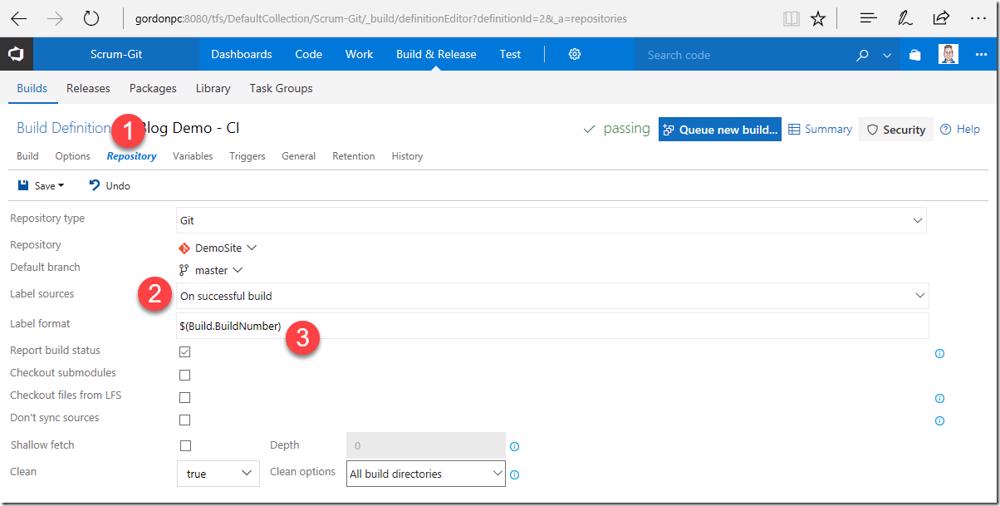 gordonpc:8080/tfs/DefaultCollection/Scrum-Git/_build/definitionEditor?definitionId=2&_a=repositories
Scrum-Git Dashboards Code Work Build & Release Test Search code
Builds Releases Packages Library Task Groups
Build Definition Blog Demo - CI passing Queue new build... Summary Security Help
1
Build Options Repository Variables Triggers General Retention History
Save Undo
Repository type Git
Repository DemoSite
Default branch master
Label sources 2 On successful build
Label format $(Build.BuildNumber) 3
Report build status
Checkout submodules
Checkout files from LFS
Don't sync sources
Shallow fetch Depth 0
Clean true Clean options All build directories